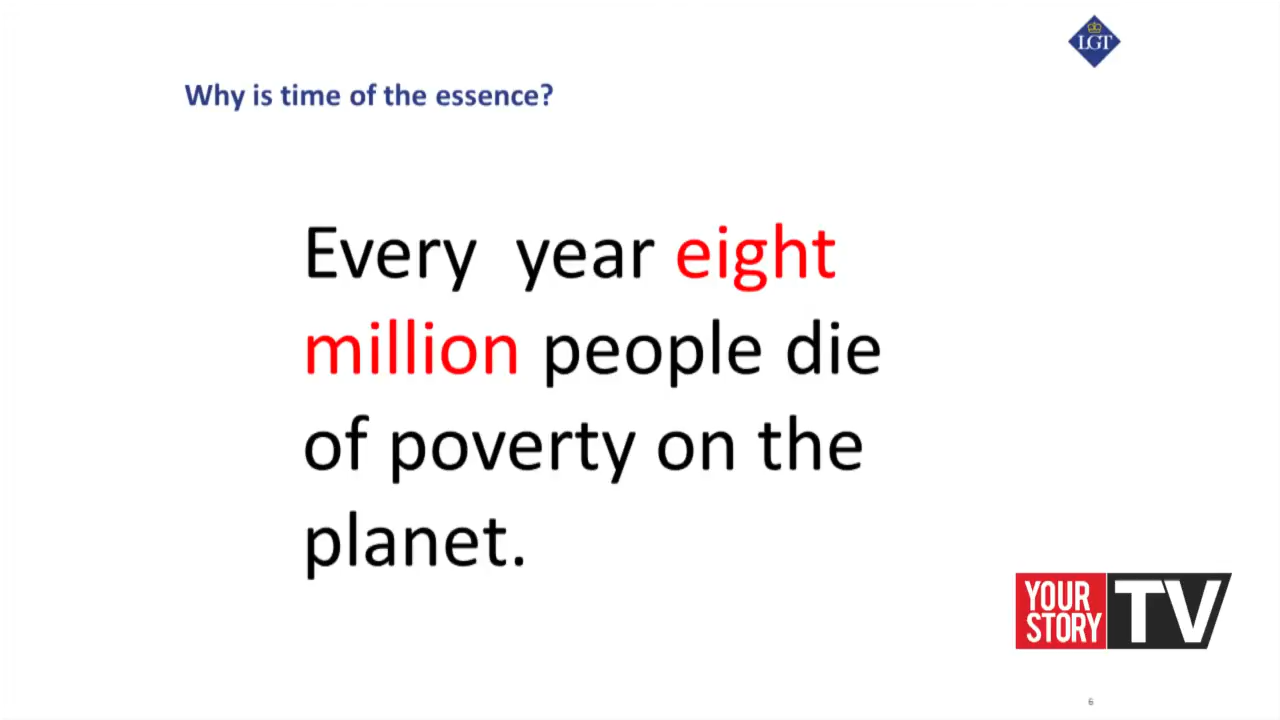 LGT
Why is time of the essence?
Every year eight
million people die
of poverty on the
planet.
YOUR
STORY
TV
6